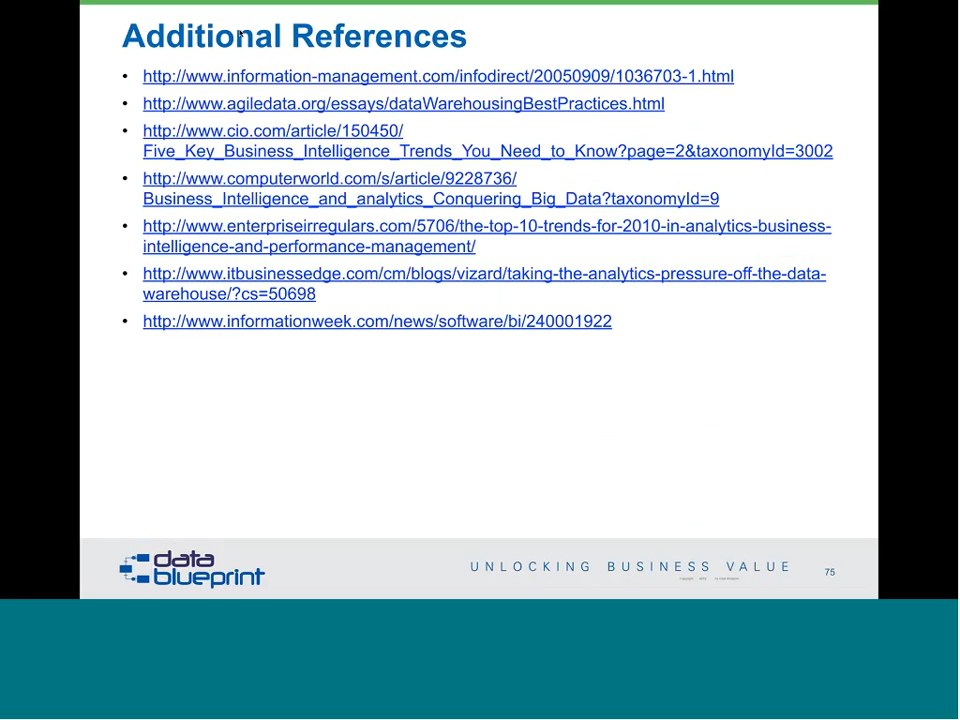 Additional References
• http://www.information-management.com/infodirect/20050909/1036703-1.html
• http://www.agiledata.org/essays/dataWarehousingBestPractices.html
• http://www.cio.com/article/150450/
Five_Key_Business_Intelligence_Trends_You_Need_to_Know?page=2&taxonomyId=3002
• http://www.computerworld.com/s/article/9228736/
Business_Intelligence_and_analytics_Conquering_Big_Data?taxonomyId=9
• http://www.enterpriseirregulars.com/5706/the-top-10-trends-for-2010-in-analytics-business-
intelligence-and-performance-management/
• http://www.itbusinessedge.com/cm/blogs/vizard/taking-the-analytics-pressure-off-the-data-
warehouse/?cs=50698
• http://www.informationweek.com/news/software/bi/240001922
data
blueprint
UNLOCKING BUSINESS VALUE
75